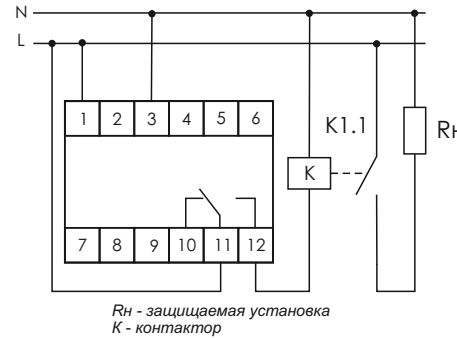 N
L
1 2 3 4 5 6
K1.1
Rн
K
7 8 9 10 11 12
Rн - защищаемая установка
К - контактор